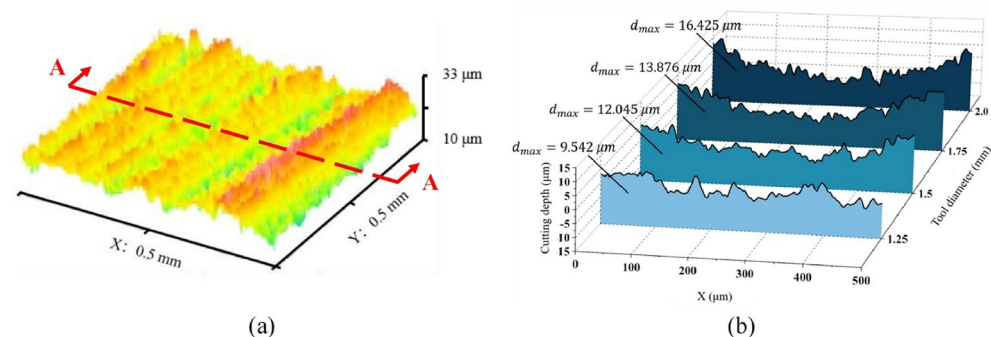 A
A
33 μm
10 μm
X: 0.5 mm
Y: 0.5 mm
(a)
d_max = 16.425 μm
d_max = 13.876 μm
d_max = 12.045 μm
d_max = 9.542 μm
Cutting depth (μm)
15
10
5
0
-5
10
15
0
100
200
300
400
500
X (μm)
1.25
1.5
1.75
2.0
Tool diameter (mm)
(b)